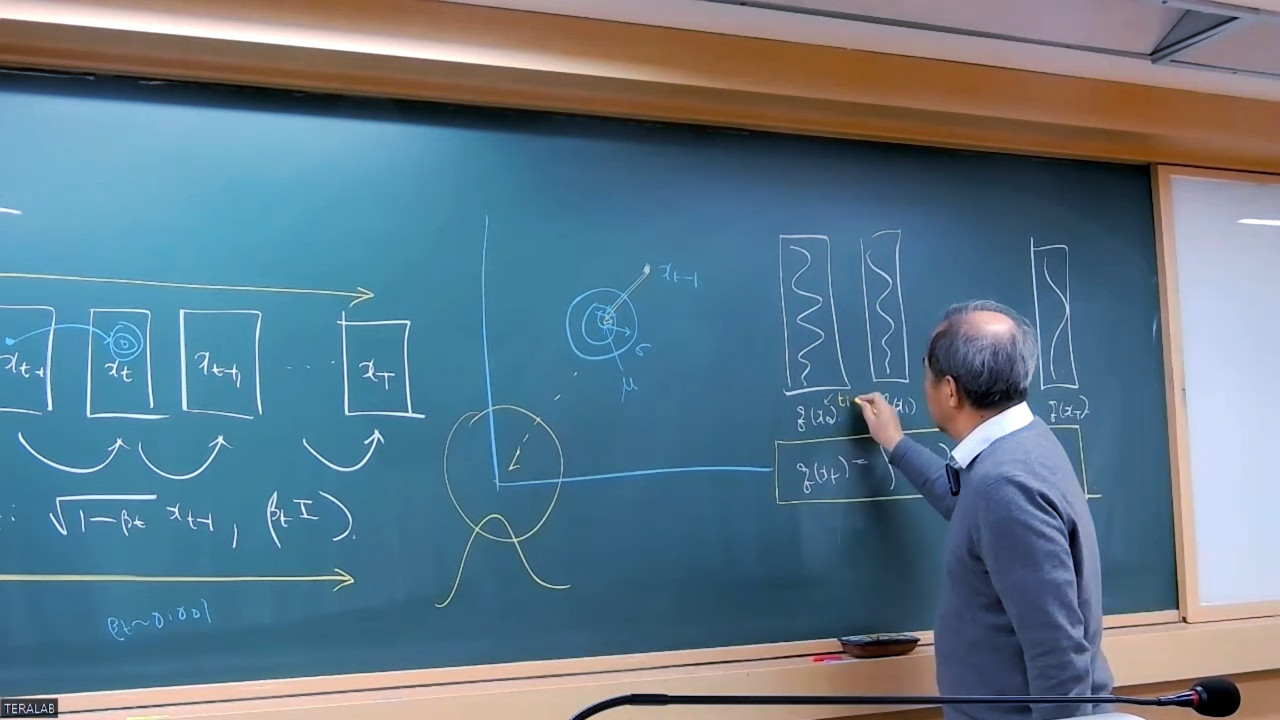 x_{t-1}
x_t
x_{t+1}
...
x_T
: √(1-β_t) x_{t-1}, β_t I).
β_t ~ 0.001
x_{t-1}
σ
μ
q(x_0)
q(x_1)
q(x_T)
q(x_t) = ∫
TERALAB